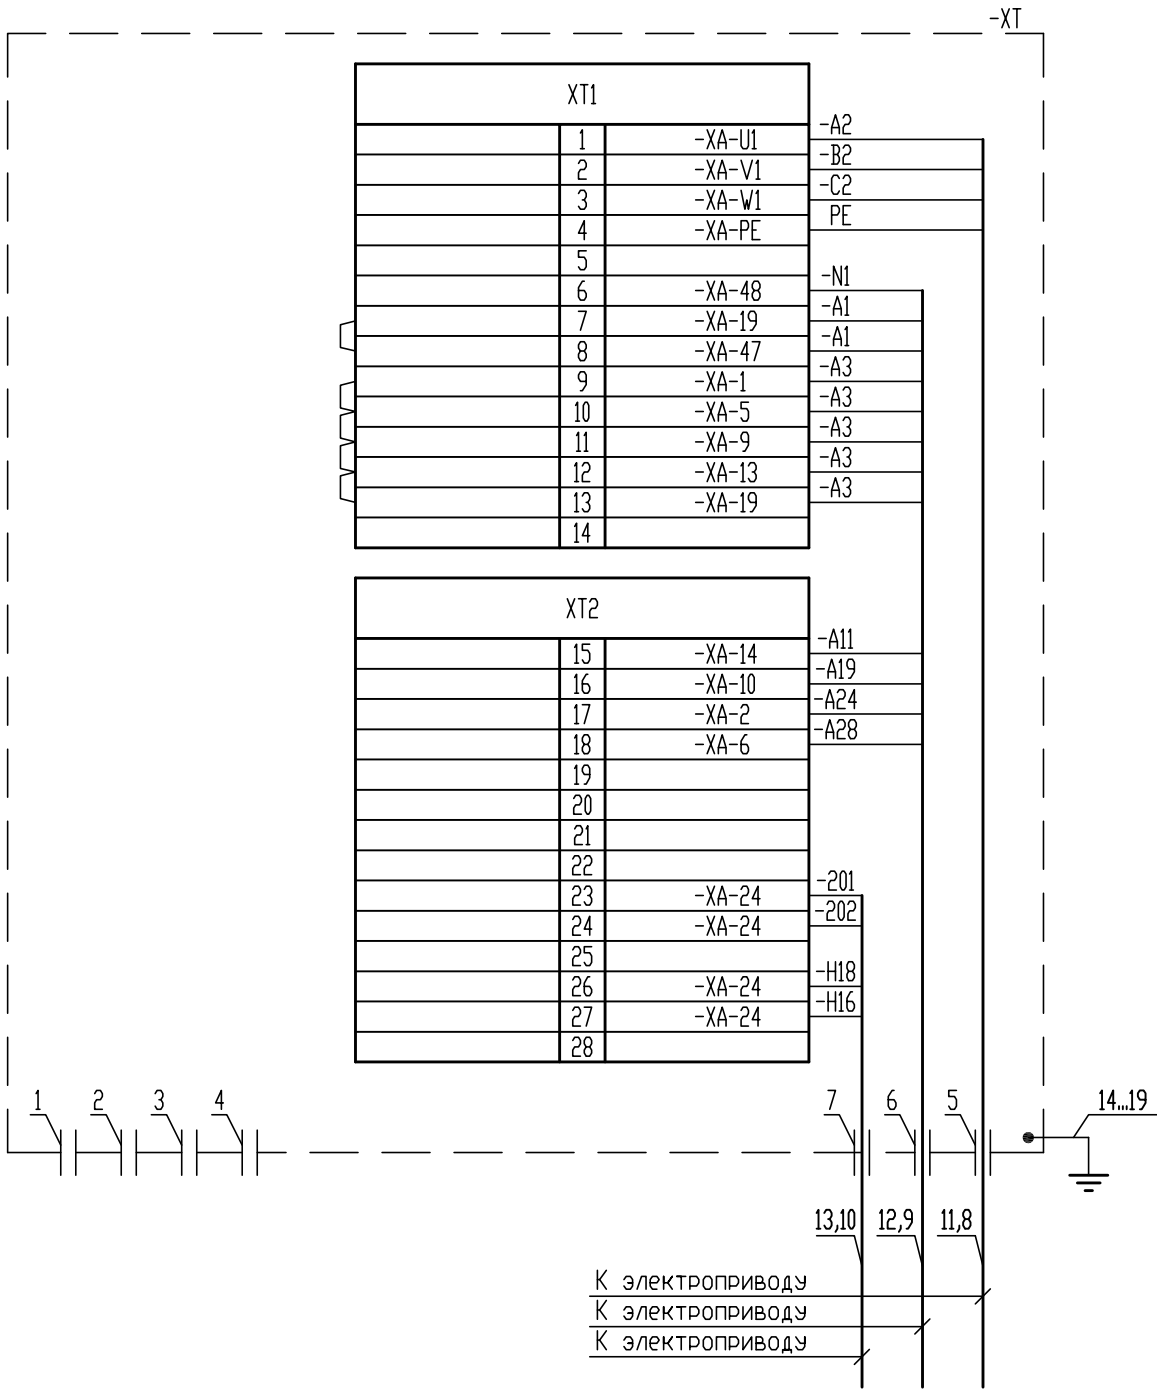 -XT
XT1
-A2
1 -XA-U1
-B2
2 -XA-V1
-C2
3 -XA-W1
PE
4 -XA-PE
5
-N1
6 -XA-48
-A1
7 -XA-19
-A1
8 -XA-47
-A3
9 -XA-1
-A3
10 -XA-5
-A3
11 -XA-9
-A3
12 -XA-13
-A3
13 -XA-19
14
XT2
-A11
15 -XA-14
-A19
16 -XA-10
-A24
17 -XA-2
-A28
18 -XA-6
19
20
21
22
-201
23 -XA-24
-202
24 -XA-24
25
-H18
26 -XA-24
-H16
27 -XA-24
28
1 2 3 4 7 6 5 14...19
13,10 12,9 11,8
К электроприводу
К электроприводу
К электроприводу